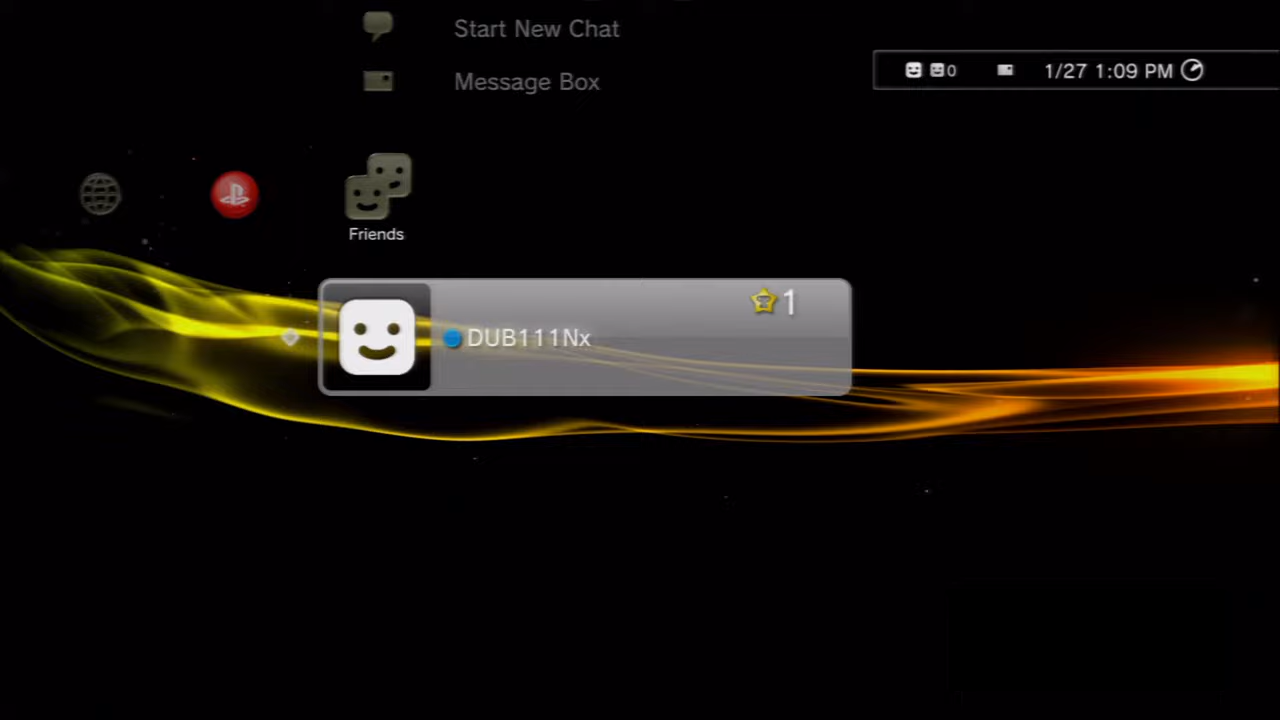 Start New Chat
Message Box
0
1/27 1:09 PM
Friends
1
DUB111Nx